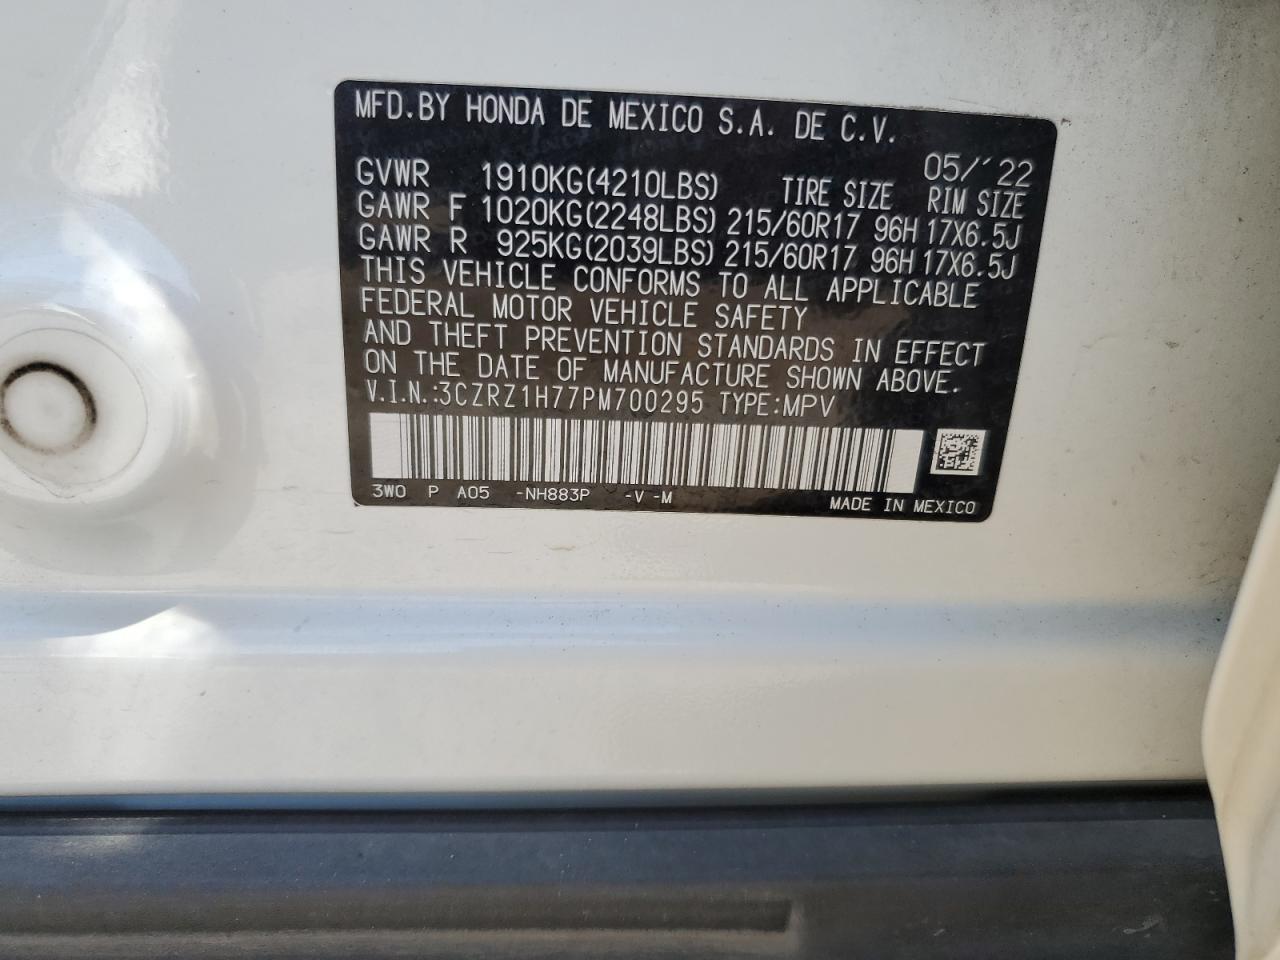 MFD.BY HONDA DE MEXICO S.A. DE C.V.
05/'22
GVWR 1910KG(4210LBS) TIRE SIZE RIM SIZE
GAWR F 1020KG(2248LBS) 215/60R17 96H 17X6.5J
GAWR R 925KG(2039LBS) 215/60R17 96H 17X6.5J
THIS VEHICLE CONFORMS TO ALL APPLICABLE
FEDERAL MOTOR VEHICLE SAFETY
AND THEFT PREVENTION STANDARDS IN EFFECT
ON THE DATE OF MANUFACTURE SHOWN ABOVE.
V.I.N.:3CZRZ1H77PM700295 TYPE:MPV
3W0 P A05 -NH883P -V -M
MADE IN MEXICO